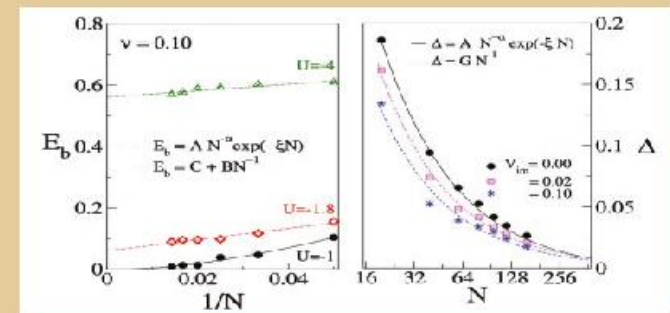 0.8
ν = 0.10
U=-4
0.6
E_b
0.4
E_b = A N^-α exp(- ξN)
E_b = C + BN^-1
0.2
U=-1.8
U=-1
0
0
0.02
0.04
1/N
0.2
Δ = A N^-α exp(-ξ N)
Δ = G N^-1
0.15
0.1
Δ
ν_im = 0.00
= 0.02
= 0.10
0.05
0
16
32
64
128
256
N